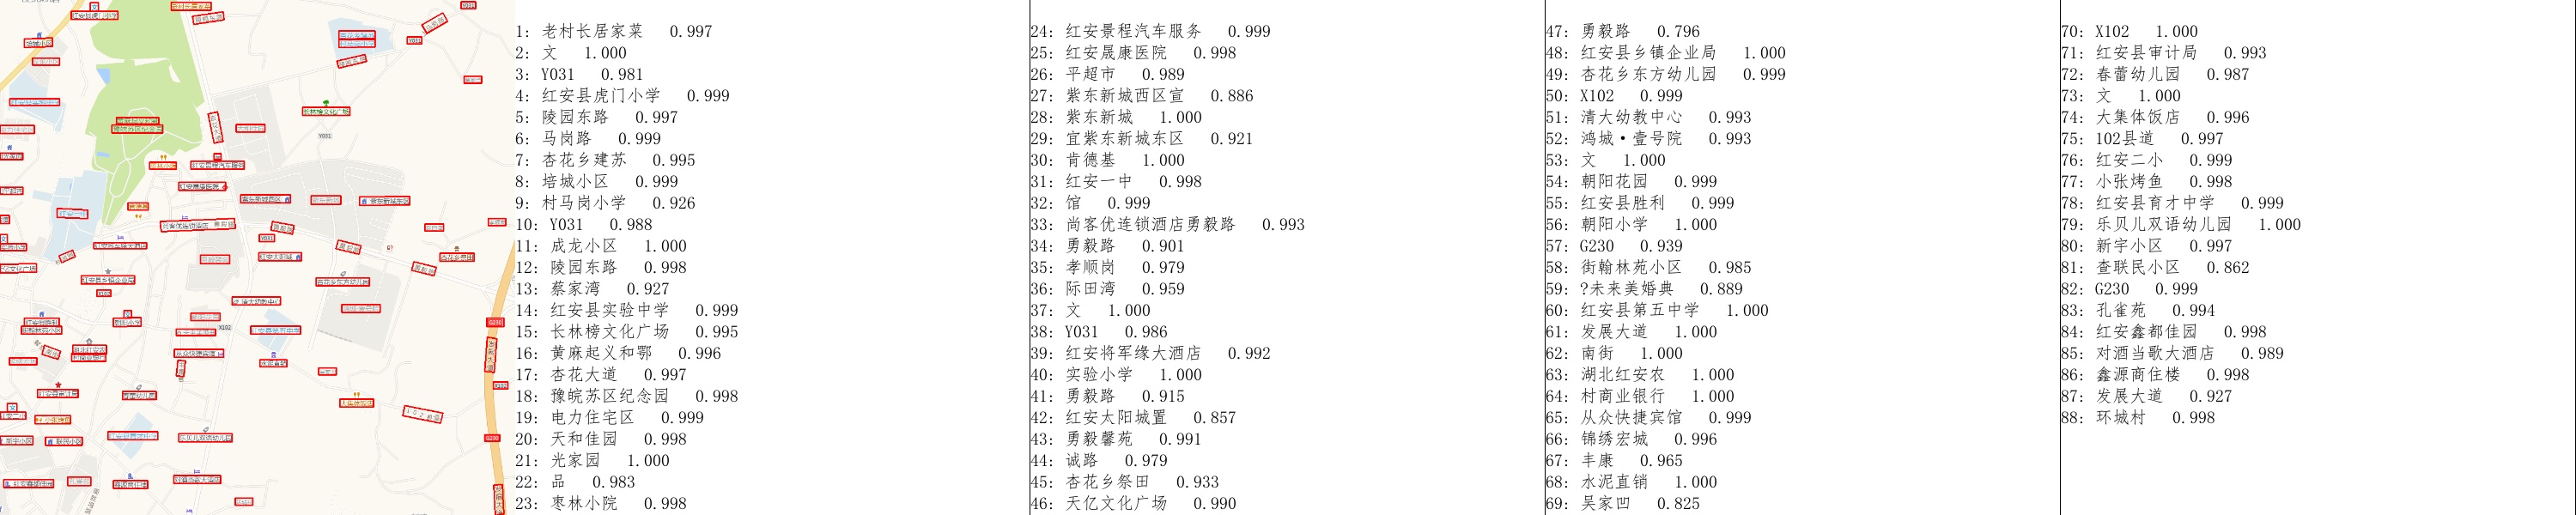 1: 老村长居家菜 0.997
2: 文 1.000
3: Y031 0.981
4: 红安县虎门小学 0.999
5: 陵园东路 0.997
6: 马岗路 0.999
7: 杏花乡建苏 0.995
8: 培城小区 0.999
9: 村马岗小学 0.926
10: Y031 0.988
11: 成龙小区 1.000
12: 陵园东路 0.998
13: 蔡家湾 0.927
14: 红安县实验中学 0.999
15: 长林榜文化广场 0.995
16: 黄麻起义和鄂 0.996
17: 杏花大道 0.997
18: 豫皖苏区纪念园 0.998
19: 电力住宅区 0.999
20: 天和佳园 0.998
21: 光家园 1.000
22: 品 0.983
23: 枣林小院 0.998
24: 红安景程汽车服务 0.999
25: 红安晟康医院 0.998
26: 平超市 0.989
27: 紫东新城西区宣 0.886
28: 紫东新城 1.000
29: 宜紫东新城东区 0.921
30: 肯德基 1.000
31: 红安一中 0.998
32: 馆 0.999
33: 尚客优连锁酒店勇毅路 0.993
34: 勇毅路 0.901
35: 孝顺岗 0.979
36: 际田湾 0.959
37: 文 1.000
38: Y031 0.986
39: 红安将军缘大酒店 0.992
40: 实验小学 1.000
41: 勇毅路 0.915
42: 红安太阳城置 0.857
43: 勇毅馨苑 0.991
44: 诚路 0.979
45: 杏花乡祭田 0.933
46: 天亿文化广场 0.990
47: 勇毅路 0.796
48: 红安县乡镇企业局 1.000
49: 杏花乡东方幼儿园 0.999
50: X102 0.999
51: 清大幼教中心 0.993
52: 鸿城·壹号院 0.993
53: 文 1.000
54: 朝阳花园 0.999
55: 红安县胜利 0.999
56: 朝阳小学 1.000
57: G230 0.939
58: 街翰林苑小区 0.985
59: ?未来美婚典 0.889
60: 红安县第五中学 1.000
61: 发展大道 1.000
62: 南街 1.000
63: 湖北红安农 1.000
64: 村商业银行 1.000
65: 从众快捷宾馆 0.999
66: 锦绣宏城 0.996
67: 丰康 0.965
68: 水泥直销 1.000
69: 吴家凹 0.825
70: X102 1.000
71: 红安县审计局 0.993
72: 春蕾幼儿园 0.987
73: 文 1.000
74: 大集体饭店 0.996
75: 102县道 0.997
76: 红安二小 0.999
77: 小张烤鱼 0.998
78: 红安县育才中学 0.999
79: 乐贝儿双语幼儿园 1.000
80: 新宇小区 0.997
81: 查联民小区 0.862
82: G230 0.999
83: 孔雀苑 0.994
84: 红安鑫都佳园 0.998
85: 对酒当歌大酒店 0.989
86: 鑫源商住楼 0.998
87: 发展大道 0.927
88: 环城村 0.998